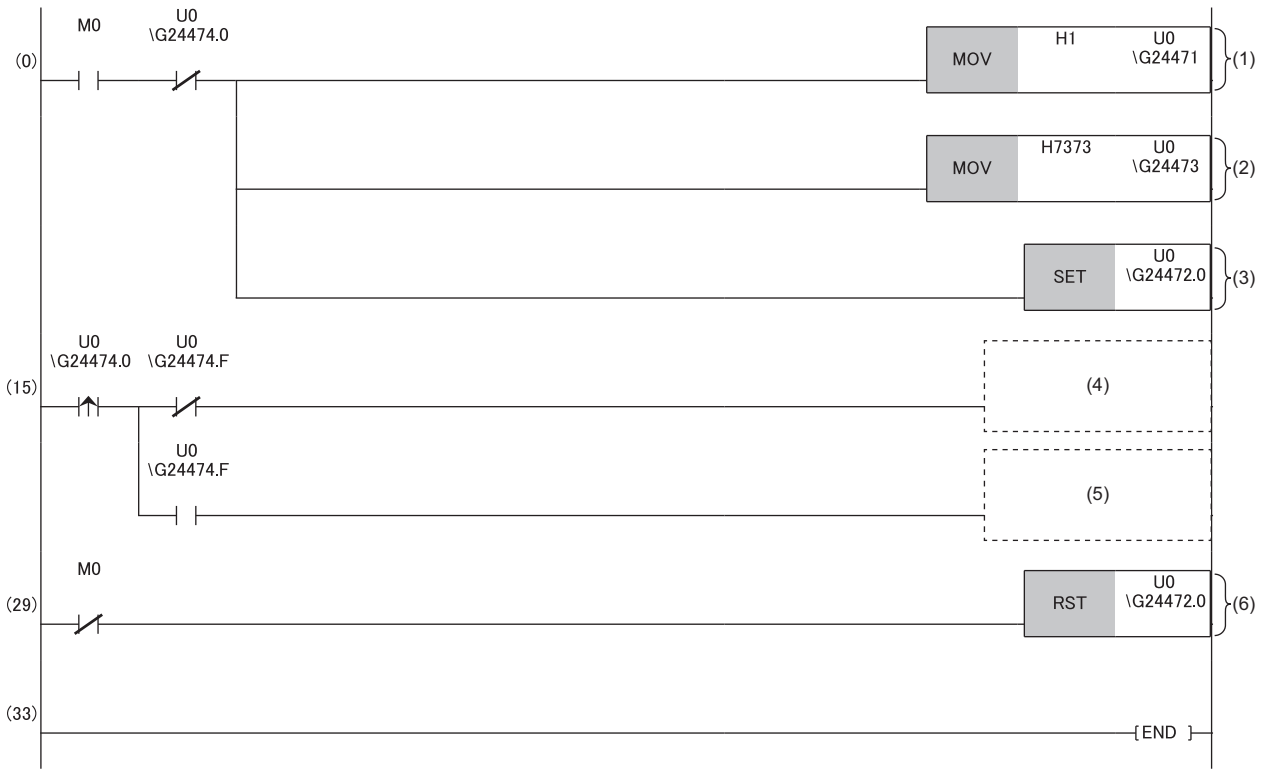 M0 U0
\G24474.0
(0)
MOV H1 U0
\G24471 (1)
MOV H7373 U0
\G24473 (2)
SET U0
\G24472.0 (3)
U0 U0
\G24474.0 \G24474.F
(15)
(4)
U0
\G24474.F
(5)
M0
(29)
RST U0
\G24472.0 (6)
(33)
[END ]